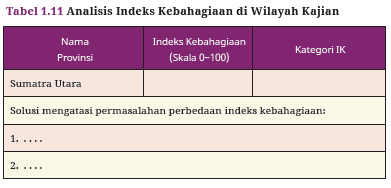 Tabel 1.11 Analisis Indeks Kebahagiaan di Wilayah Kajian
Nama
Provinsi
Indeks Kebahagiaan
(Skala 0–100)
Kategori IK
Sumatra Utara
Solusi mengatasi permasalahan perbedaan indeks kebahagiaan:
1. . . . .
2. . . . .